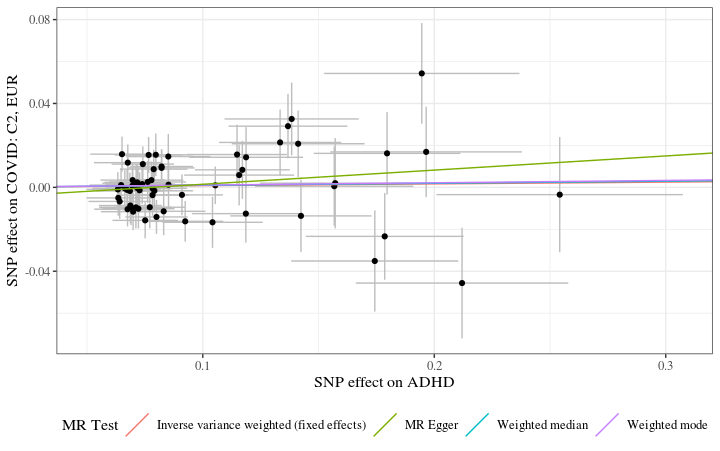 0.08
0.04
0.00
-0.04
SNP effect on COVID: C2, EUR
0.1
0.2
0.3
SNP effect on ADHD
MR Test
Inverse variance weighted (fixed effects)
MR Egger
Weighted median
Weighted mode